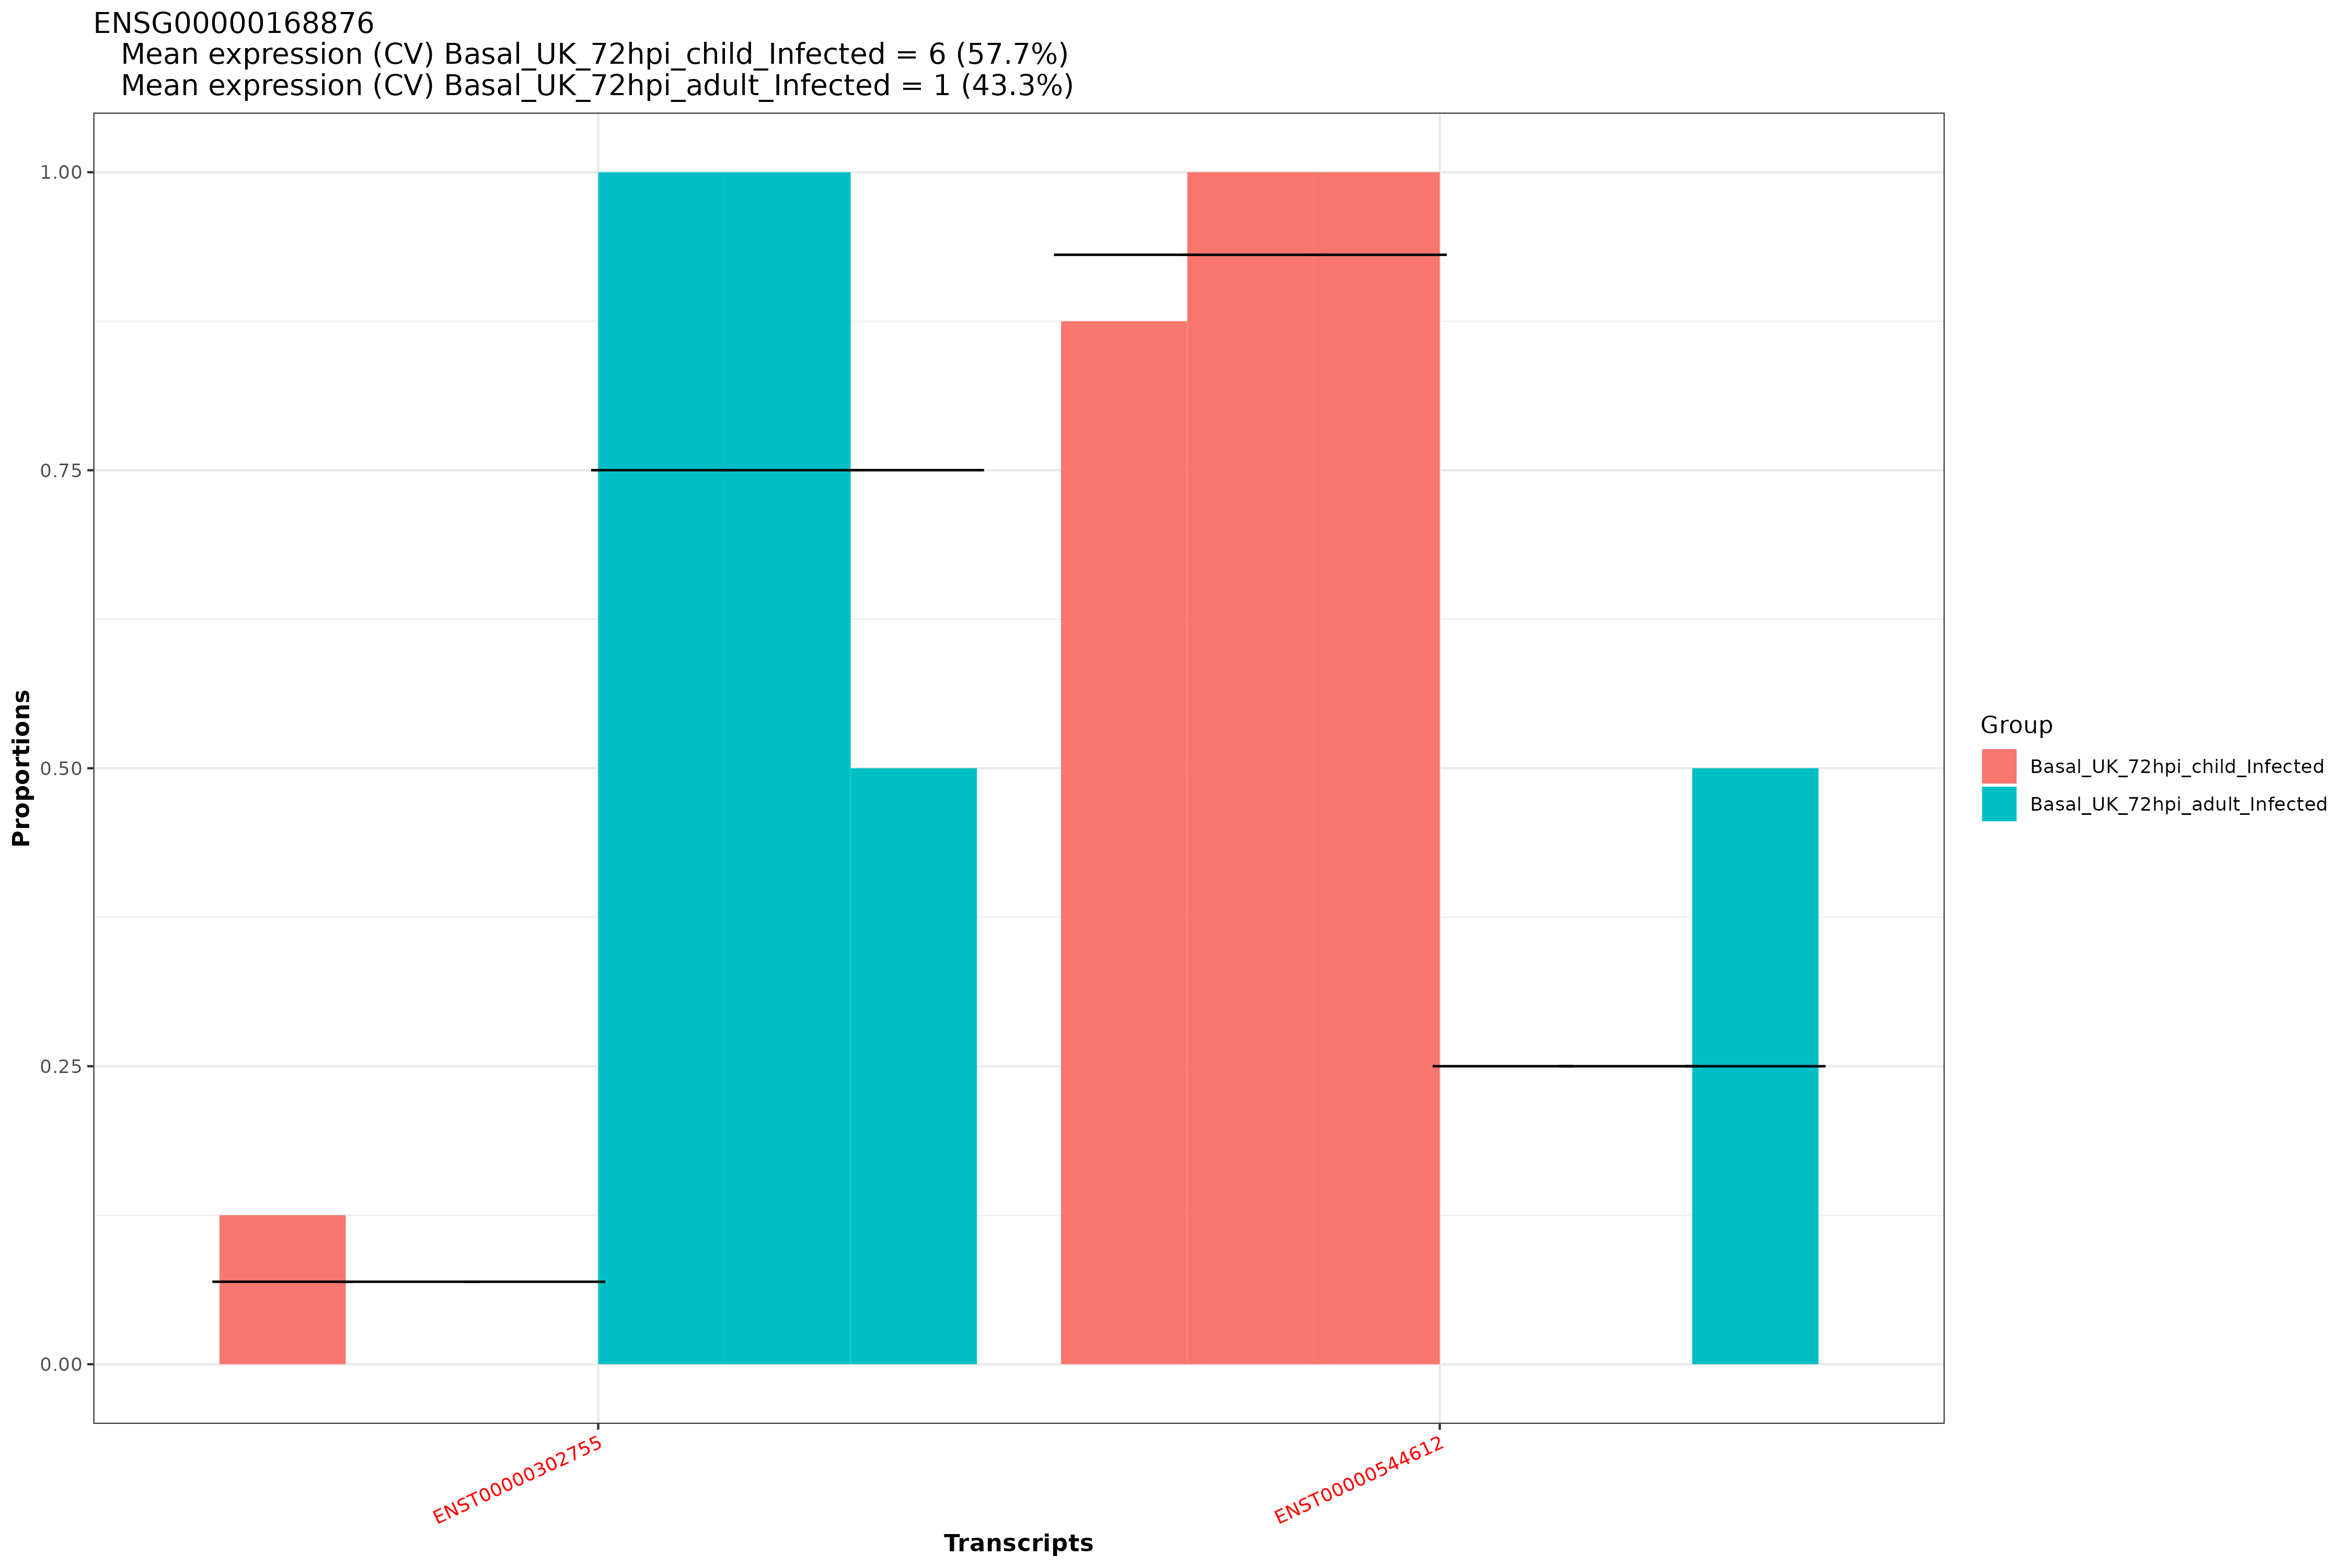 ENSG00000168876
Mean expression (CV) Basal_UK_72hpi_child_Infected = 6 (57.7%)
Mean expression (CV) Basal_UK_72hpi_adult_Infected = 1 (43.3%)
1.00
0.75
0.50
0.25
0.00
Proportions
ENST0000302755
ENST00000544612
Transcripts
Group
Basal_UK_72hpi_child_Infected
Basal_UK_72hpi_adult_Infected